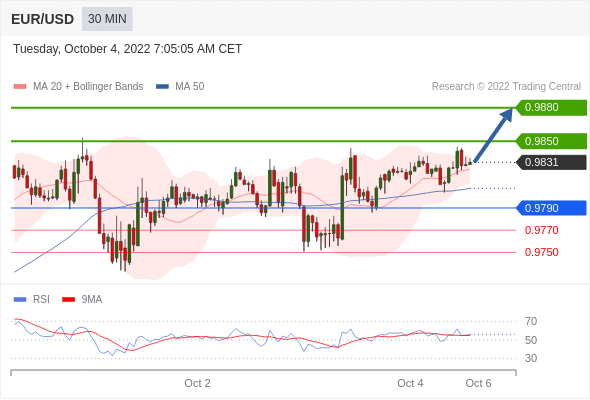 EUR/USD 30 MIN
Tuesday, October 4, 2022 7:05:05 AM CET
MA 20 + Bollinger Bands MA 50 Research © 2022 Trading Central
0.9880
0.9850
0.9831
0.9790
0.9770
0.9750
RSI 9MA
70
50
30
Oct 2 Oct 4 Oct 6